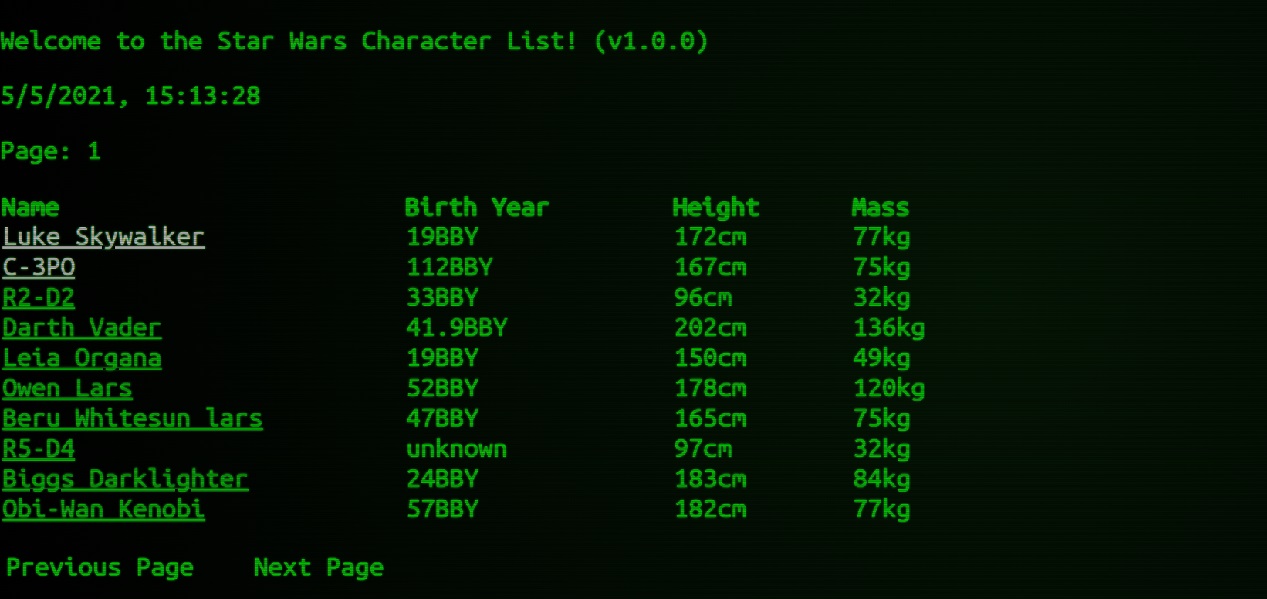 Welcome to the Star Wars Character List! (v1.0.0)
5/5/2021, 15:13:28
Page: 1
Name Birth Year Height Mass
Luke Skywalker 19BBY 172cm 77kg
C-3PO 112BBY 167cm 75kg
R2-D2 33BBY 96cm 32kg
Darth Vader 41.9BBY 202cm 136kg
Leia Organa 19BBY 150cm 49kg
Owen Lars 52BBY 178cm 120kg
Beru Whitesun lars 47BBY 165cm 75kg
R5-D4 unknown 97cm 32kg
Biggs Darklighter 24BBY 183cm 84kg
Obi-Wan Kenobi 57BBY 182cm 77kg
Previous Page Next Page